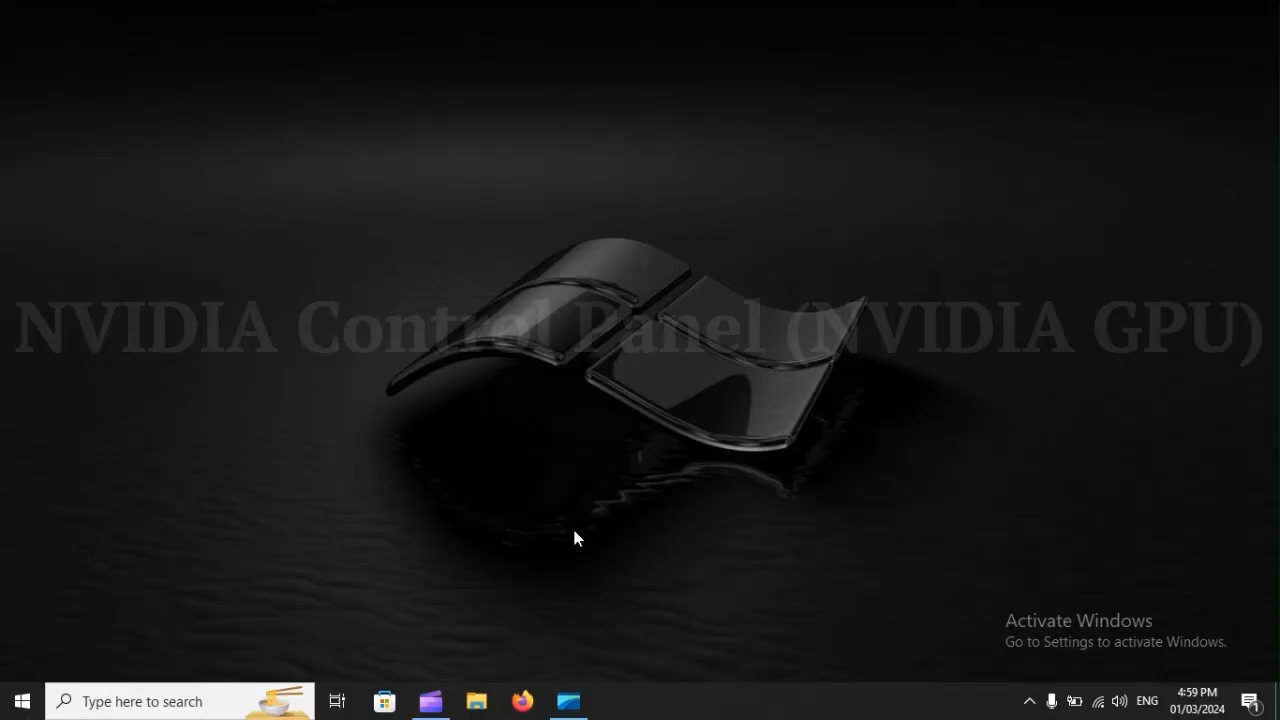 NVIDIA Control Panel (NVIDIA GPU)
Activate Windows
Go to Settings to activate Windows.
Type here to search
ENG
4:59 PM
01/03/2024
1